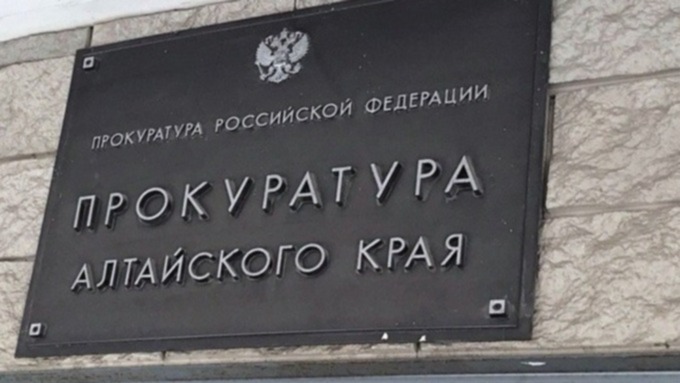 ПРОКУРАТУРА РОССИЙСКОЙ ФЕДЕРАЦИИ
ПРОКУРАТУРА
АЛТАЙСКОГО КРАЯ